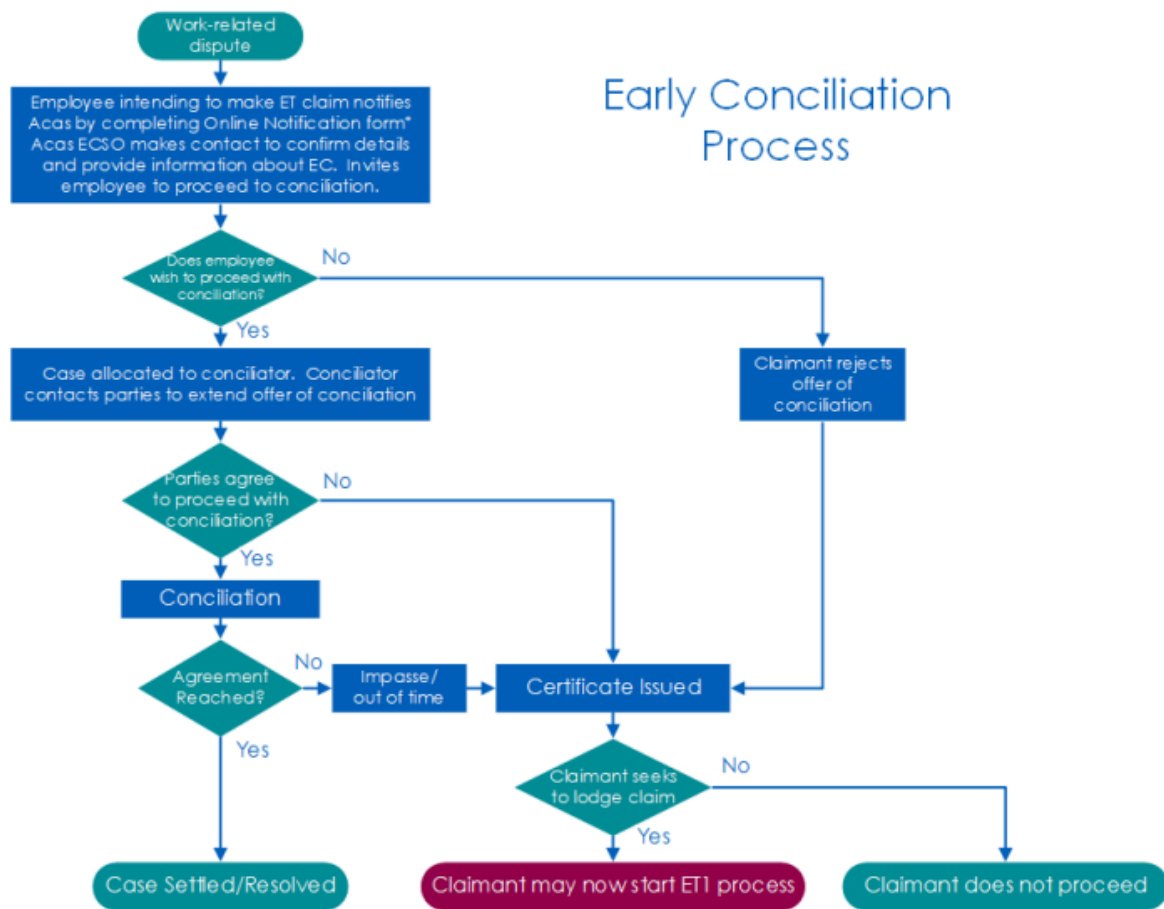 Work-related
dispute
Early Conciliation
Process
Employee intending to make ET claim notifies
Acas by completing Online Notification form*
Acas ECSO makes contact to confirm details
and provide information about EC.  Invites
employee to proceed to conciliation.
Does employee
wish to proceed with
conciliation?
No
Yes
Case allocated to conciliator.  Conciliator
contacts parties to extend offer of conciliation
Claimant rejects
offer of
conciliation
Parties agree
to proceed with
conciliation?
No
Yes
Conciliation
Agreement
Reached?
No
Impasse/
out of time
Certificate Issued
Yes
Claimant seeks
to lodge claim
No
Yes
Case Settled/Resolved
Claimant may now start ET1 process
Claimant does not proceed